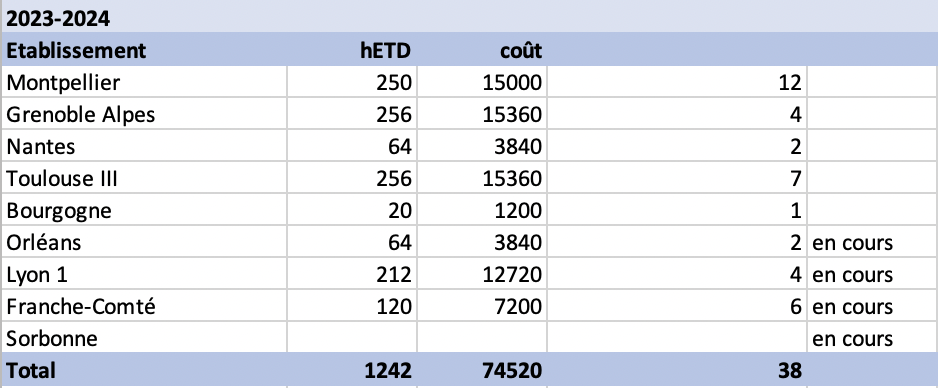 2023-2024
Etablissement hETD coût
Montpellier 250 15000 12
Grenoble Alpes 256 15360 4
Nantes 64 3840 2
Toulouse III 256 15360 7
Bourgogne 20 1200 1
Orléans 64 3840 2 en cours
Lyon 1 212 12720 4 en cours
Franche-Comté 120 7200 6 en cours
Sorbonne en cours
Total 1242 74520 38